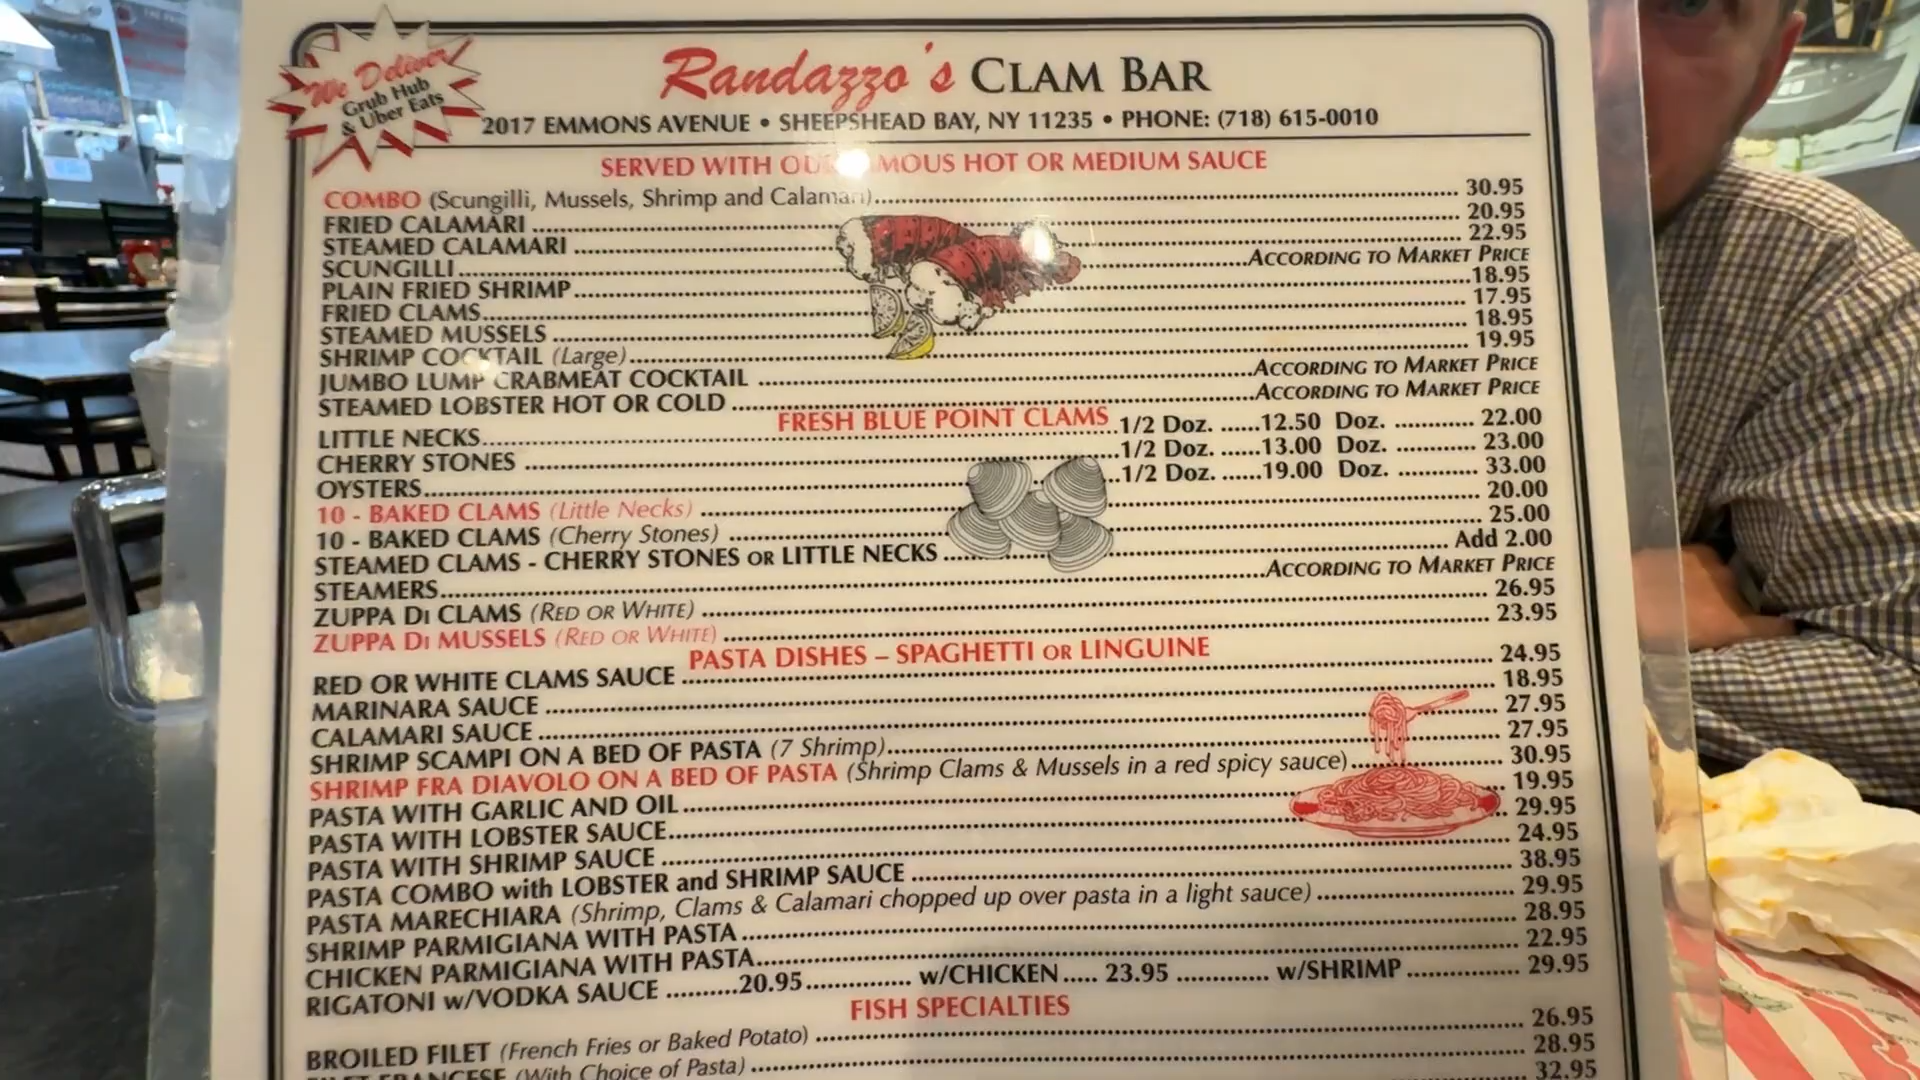 We Deliver
Grub Hub
& Uber Eats
Randazzo's CLAM BAR
2017 EMMONS AVENUE • SHEEPSHEAD BAY, NY 11235 • PHONE: (718) 615-0010
SERVED WITH OUR FAMOUS HOT OR MEDIUM SAUCE
COMBO (Scungilli, Mussels, Shrimp and Calamari) 30.95
FRIED CALAMARI 20.95
STEAMED CALAMARI 22.95
SCUNGILLI ACCORDING TO MARKET PRICE
PLAIN FRIED SHRIMP 18.95
FRIED CLAMS 17.95
STEAMED MUSSELS 18.95
SHRIMP COCKTAIL (Large) 19.95
JUMBO LUMP CRABMEAT COCKTAIL ACCORDING TO MARKET PRICE
STEAMED LOBSTER HOT OR COLD ACCORDING TO MARKET PRICE
FRESH BLUE POINT CLAMS
LITTLE NECKS 1/2 Doz. 12.50 Doz. 22.00
CHERRY STONES 1/2 Doz. 13.00 Doz. 23.00
OYSTERS 1/2 Doz. 19.00 Doz. 33.00
10 - BAKED CLAMS (Little Necks) 20.00
10 - BAKED CLAMS (Cherry Stones) 25.00
STEAMED CLAMS - CHERRY STONES OR LITTLE NECKS Add 2.00
STEAMERS ACCORDING TO MARKET PRICE
ZUPPA Di CLAMS (RED OR WHITE) 26.95
ZUPPA Di MUSSELS (RED OR WHITE) 23.95
PASTA DISHES – SPAGHETTI OR LINGUINE
RED OR WHITE CLAMS SAUCE 24.95
MARINARA SAUCE 18.95
CALAMARI SAUCE 27.95
SHRIMP SCAMPI ON A BED OF PASTA (7 Shrimp) 27.95
SHRIMP FRA DIAVOLO ON A BED OF PASTA (Shrimp Clams & Mussels in a red spicy sauce) 30.95
PASTA WITH GARLIC AND OIL 19.95
PASTA WITH LOBSTER SAUCE 29.95
PASTA WITH SHRIMP SAUCE 24.95
PASTA COMBO with LOBSTER and SHRIMP SAUCE 38.95
PASTA MARECHIARA (Shrimp, Clams & Calamari chopped up over pasta in a light sauce) 29.95
SHRIMP PARMIGIANA WITH PASTA 28.95
CHICKEN PARMIGIANA WITH PASTA 22.95
RIGATONI w/VODKA SAUCE 20.95 w/CHICKEN 23.95 w/SHRIMP 29.95
FISH SPECIALTIES
BROILED FILET (French Fries or Baked Potato) 26.95
FILET FRANCESE (With Choice of Pasta) 28.95
32.95